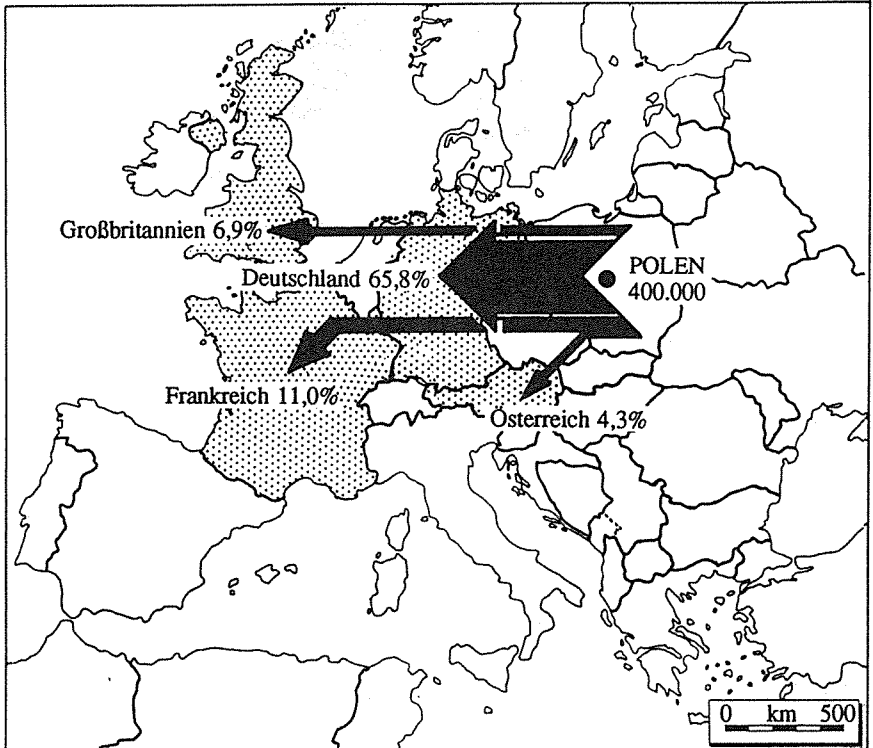 Großbritannien 6,9%
Deutschland 65,8%
POLEN
400.000
Frankreich 11,0%
Österreich 4,3%
0 km 500